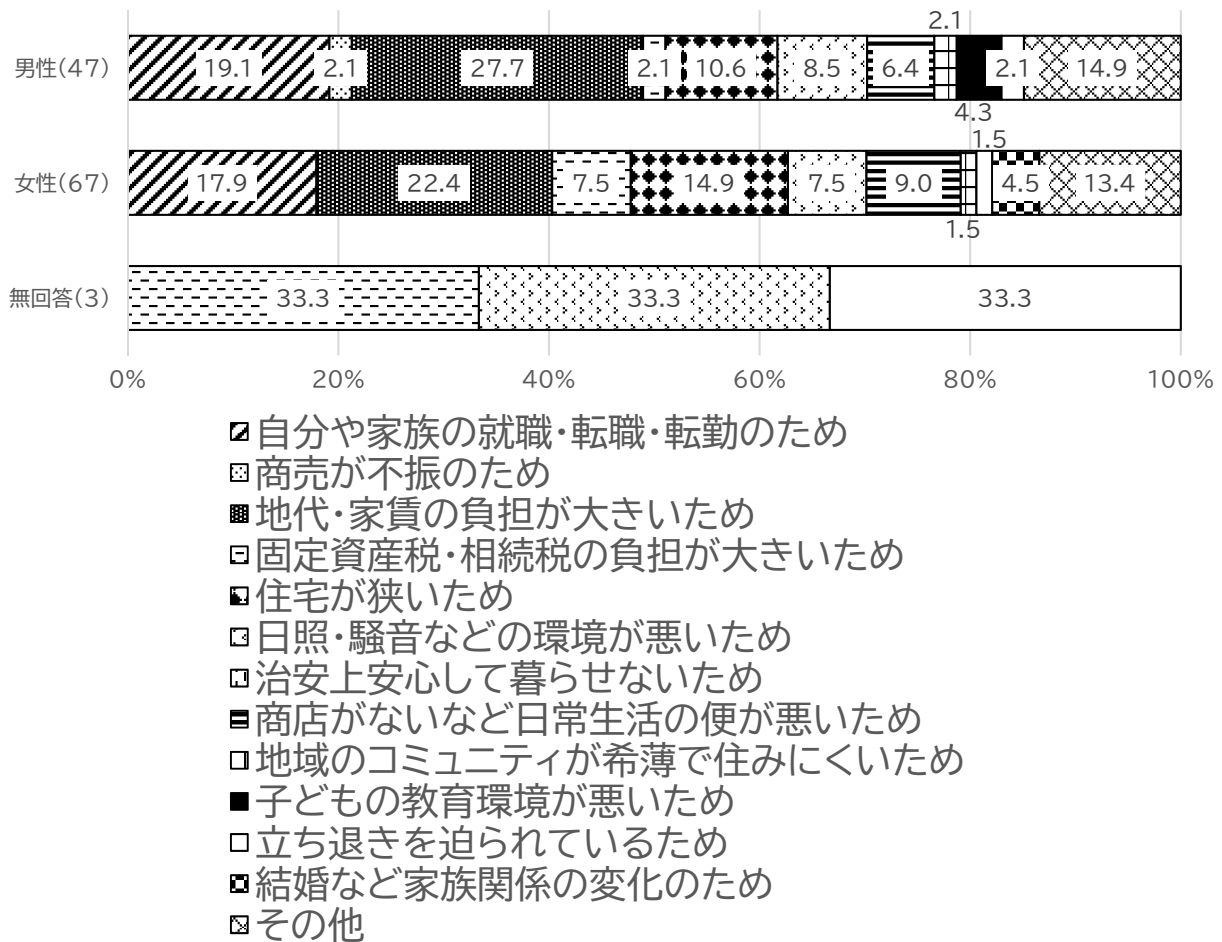 2.1
男性(47)
19.1 2.1 27.7 2.1 10.6 8.5 6.4 2.1 14.9
4.3
1.5
女性(67)
17.9 22.4 7.5 14.9 7.5 9.0 4.5 13.4
1.5
無回答(3)
33.3 33.3 33.3
0% 20% 40% 60% 80% 100%
自分や家族の就職・転職・転勤のため
商売が不振のため
地代・家賃の負担が大きいため
固定資産税・相続税の負担が大きいため
住宅が狭いため
日照・騒音などの環境が悪いため
治安上安心して暮らせないため
商店がないなど日常生活の便が悪いため
地域のコミュニティが希薄で住みにくいため
子どもの教育環境が悪いため
立ち退きを迫られているため
結婚など家族関係の変化のため
その他